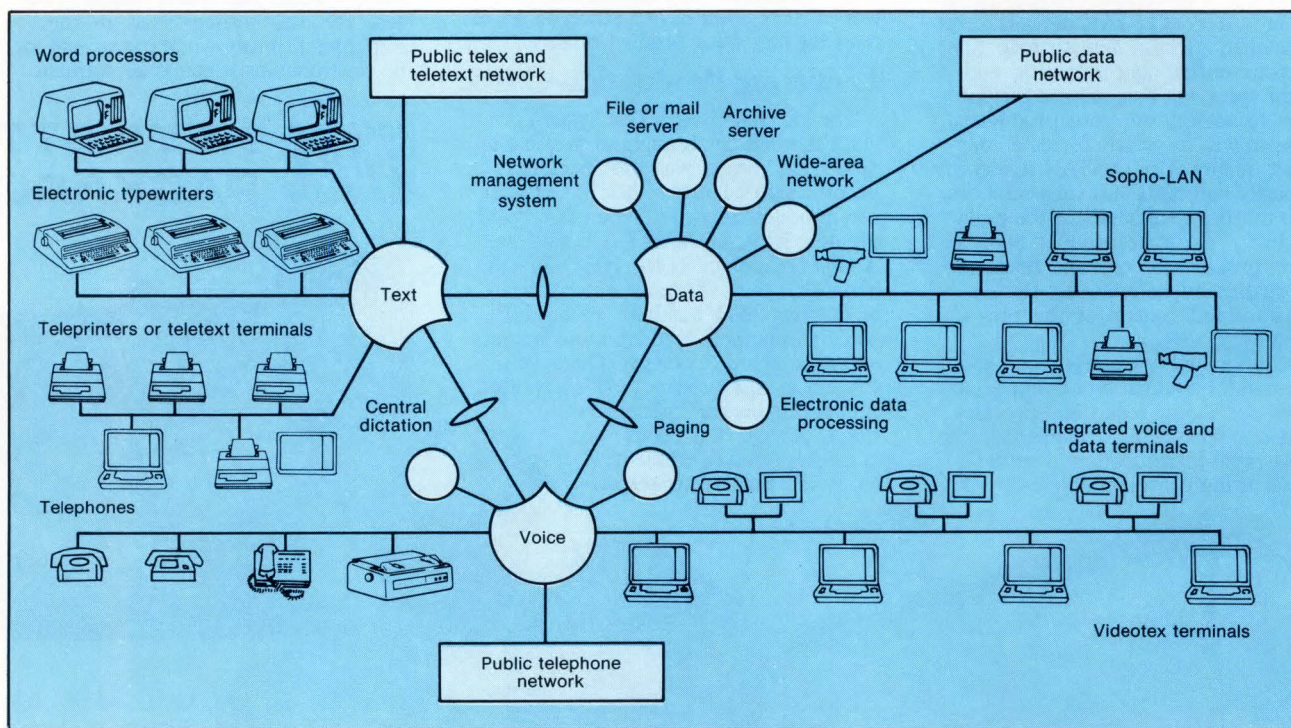 Word processors
Public telex and
teletext network
Public data
network
File or mail
server
Archive
server
Network
management
system
Wide-area
network
Sopho-LAN
Electronic typewriters
Text
Data
Teleprinters or teletext terminals
Central
dictation
Paging
Electronic data
processing
Integrated voice and
data terminals
Telephones
Voice
Videotex terminals
Public telephone
network